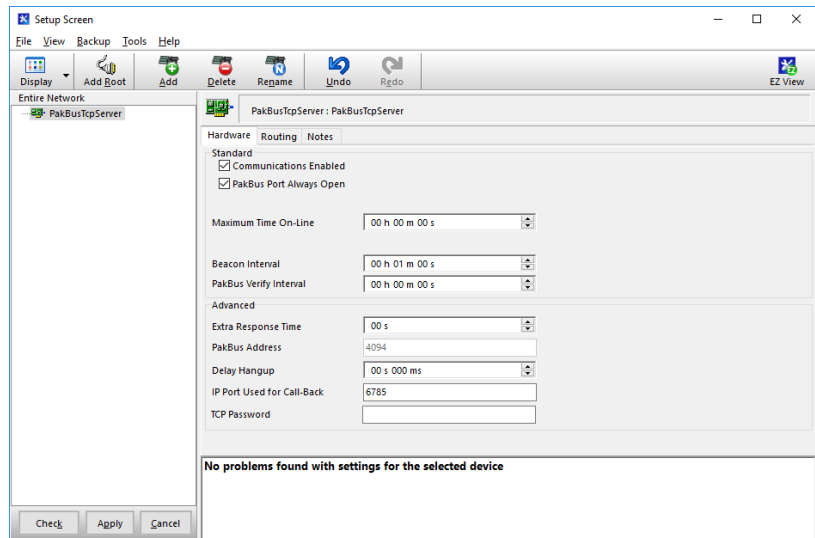 Setup Screen
File View Backup Tools Help
Display Add Root Add Delete Rename Undo Redo EZ View
Entire Network
PakBusTcpServer
PakBusTcpServer : PakBusTcpServer
Hardware Routing Notes
Standard
Communications Enabled
PakBus Port Always Open
Maximum Time On-Line 00 h 00 m 00 s
Beacon Interval 00 h 01 m 00 s
PakBus Verify Interval 00 h 00 m 00 s
Advanced
Extra Response Time 00 s
PakBus Address 4094
Delay Hangup 00 s 000 ms
IP Port Used for Call-Back 6785
TCP Password
No problems found with settings for the selected device
Check Apply Cancel